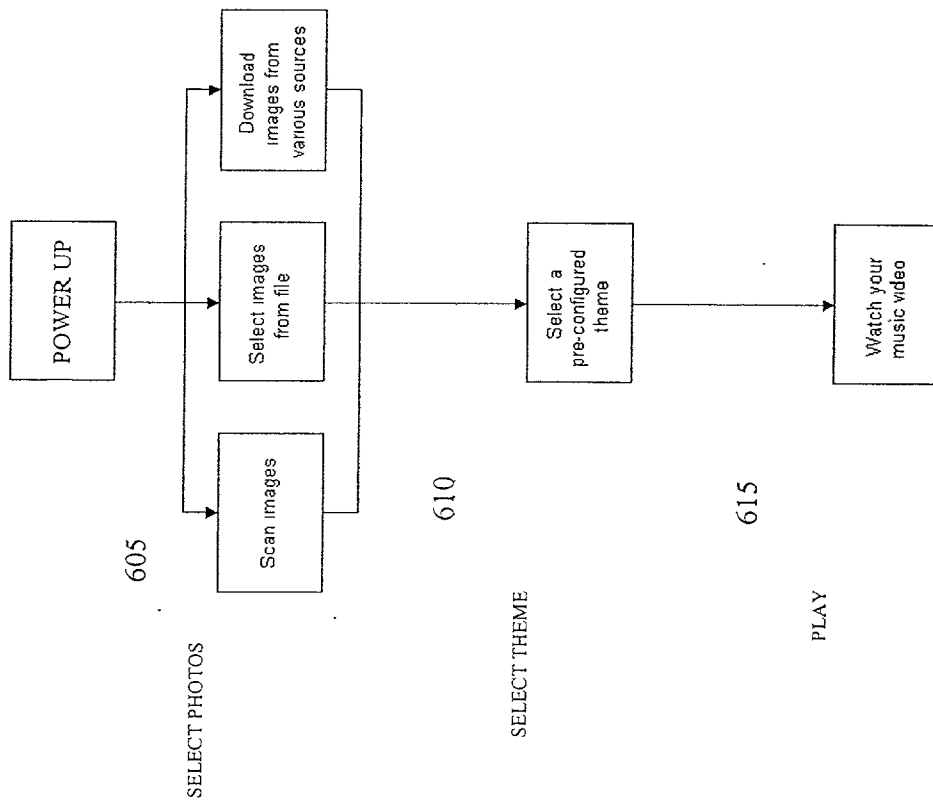 POWER UP
605
SELECT PHOTOS
Scan images
Select images
from file
Download
images from
various sources
610
SELECT THEME
Select a
pre-configured
theme
615
PLAY
Watch your
music video